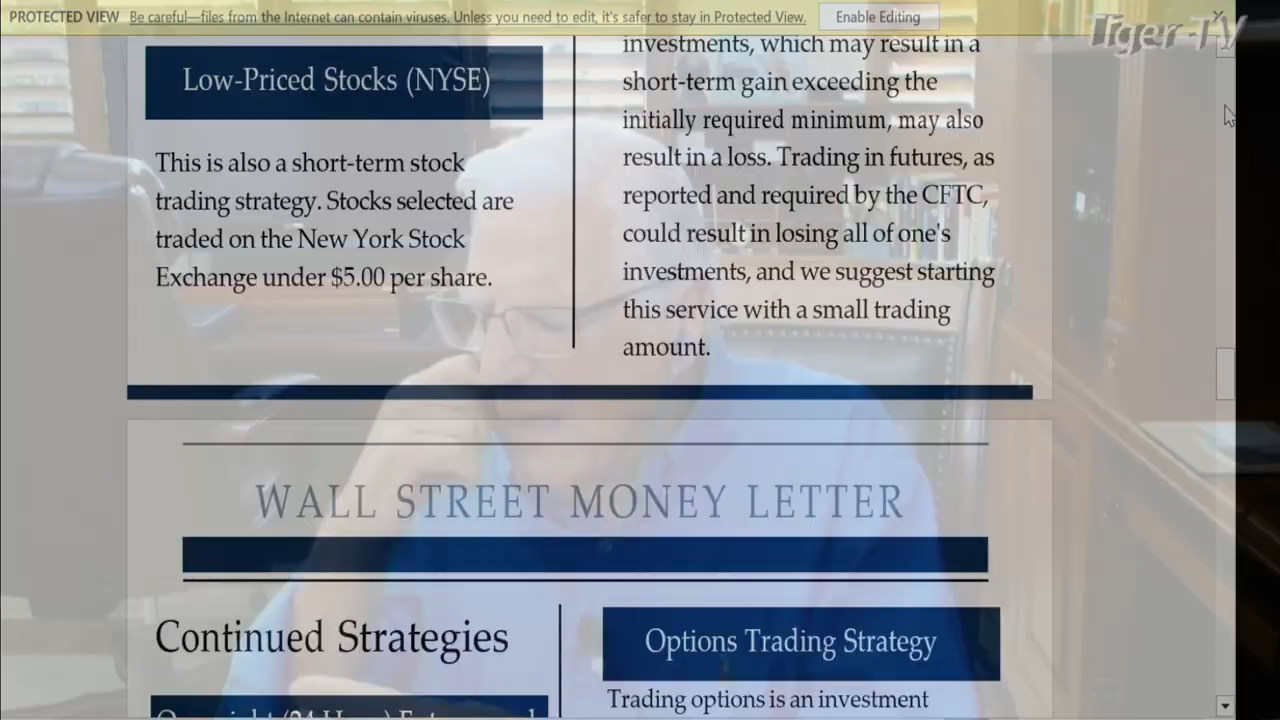 PROTECTED VIEW Be careful—files from the Internet can contain viruses. Unless you need to edit, it's safer to stay in Protected View. Enable Editing
Tiger-TV
Low-Priced Stocks (NYSE)
This is also a short-term stock
trading strategy. Stocks selected are
traded on the New York Stock
Exchange under $5.00 per share.
investments, which may result in a
short-term gain exceeding the
initially required minimum, may also
result in a loss. Trading in futures, as
reported and required by the CFTC,
could result in losing all of one's
investments, and we suggest starting
this service with a small trading
amount.
WALL STREET MONEY LETTER
Continued Strategies
Options Trading Strategy
Trading options is an investment